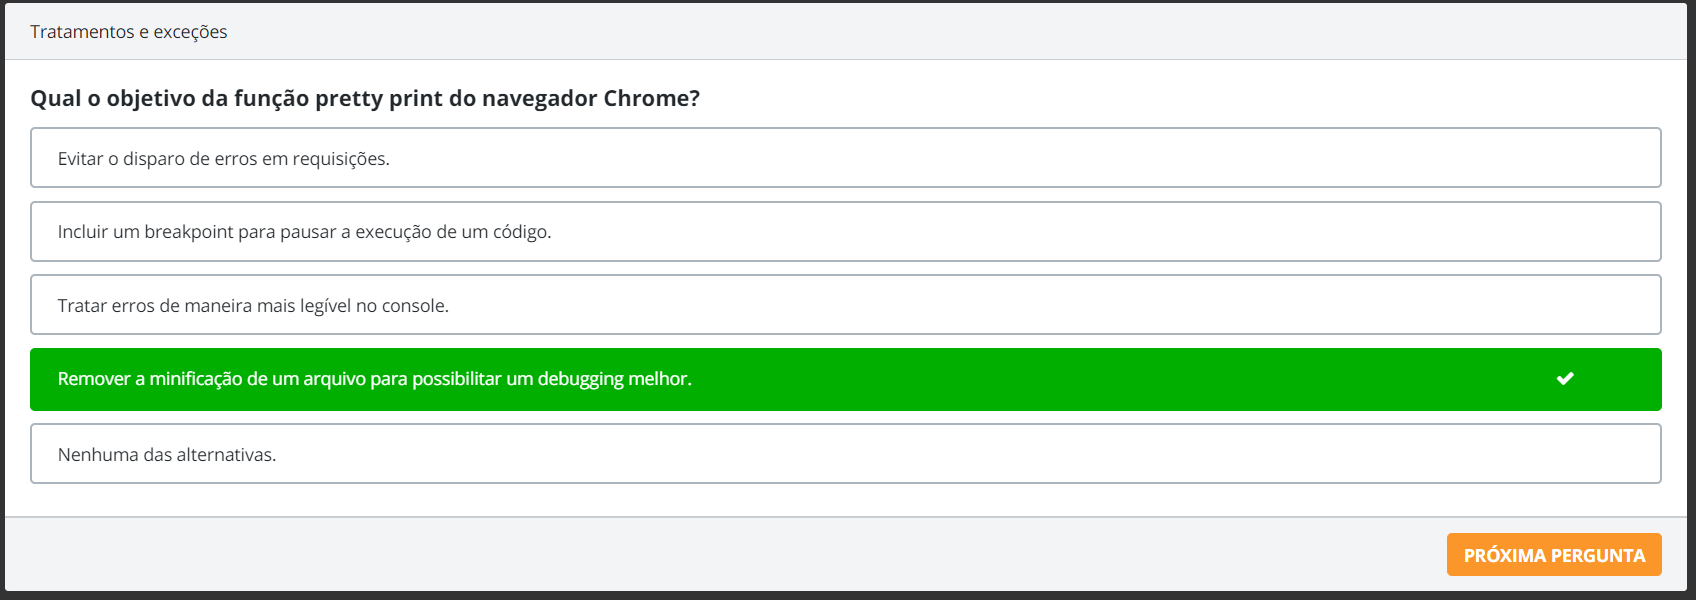 Tratamentos e exceções
Qual o objetivo da função pretty print do navegador Chrome?
Evitar o disparo de erros em requisições.
Incluir um breakpoint para pausar a execução de um código.
Tratar erros de maneira mais legível no console.
Remover a minificação de um arquivo para possibilitar um debugging melhor.
Nenhuma das alternativas.
PRÓXIMA PERGUNTA